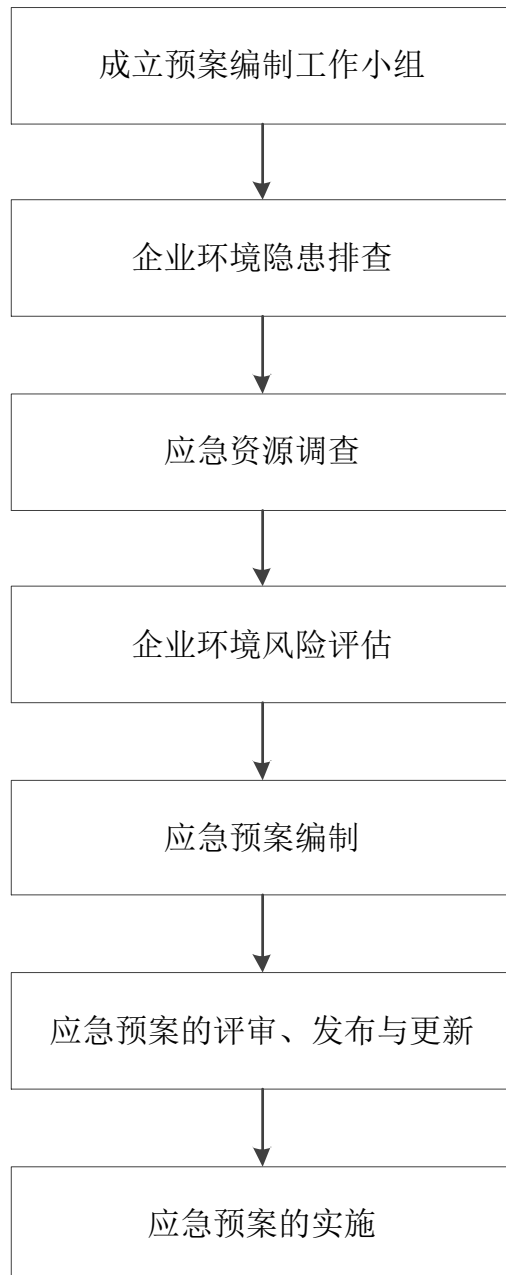 成立预案编制工作小组
企业环境隐患排查
应急资源调查
企业环境风险评估
应急预案编制
应急预案的评审、发布与更新
应急预案的实施